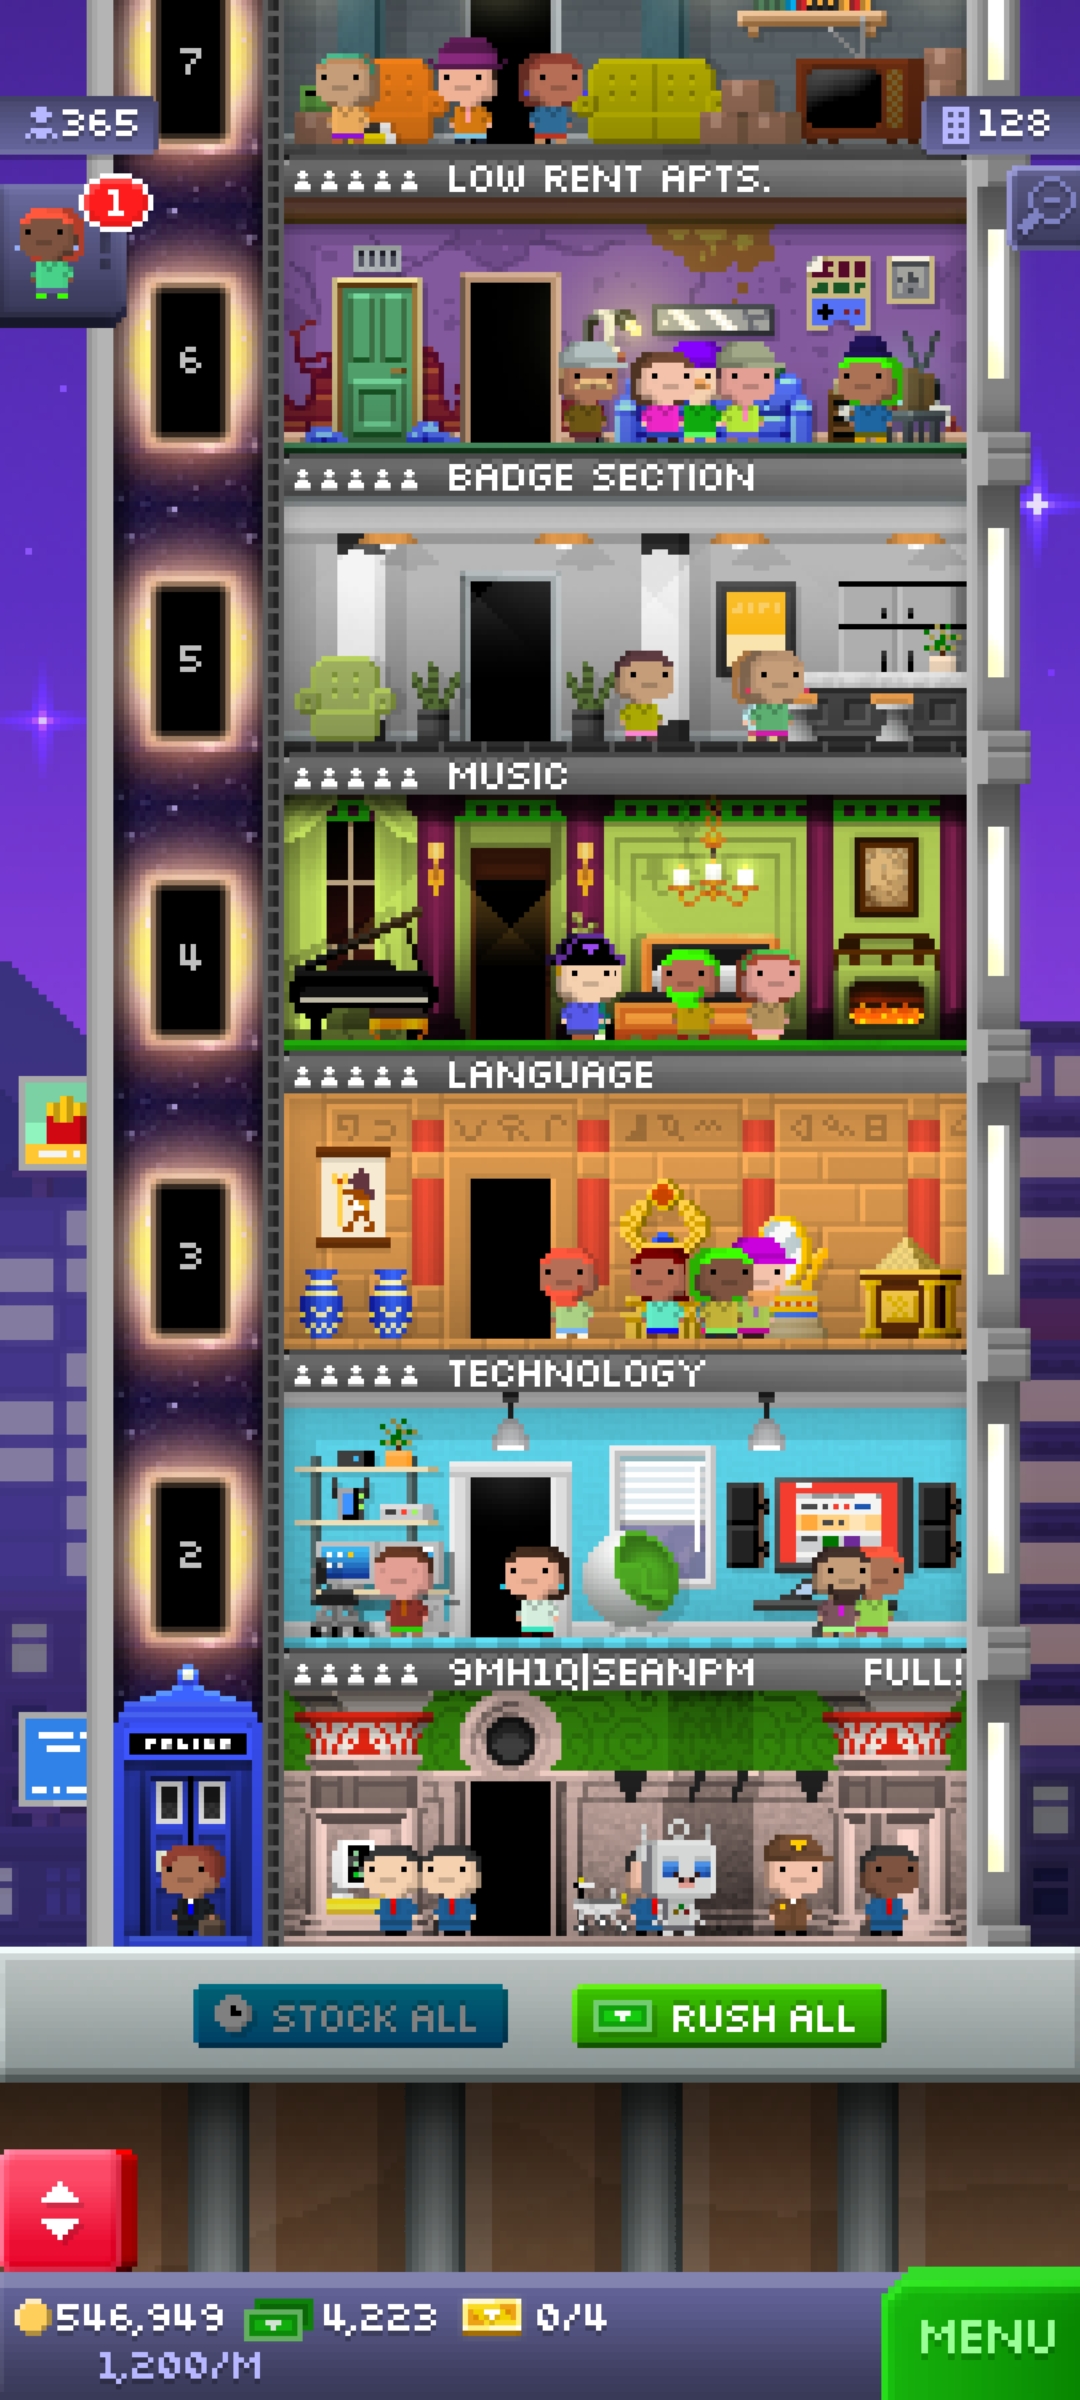 7
365
128
1
LOW RENT APTS.
6
BADGE SECTION
5
MUSIC
4
LANGUAGE
3
TECHNOLOGY
2
9MH1Q|SEANPM FULL!
POLICE
STOCK ALL
RUSH ALL
546,949 4,223 0/4
1,200/M
MENU